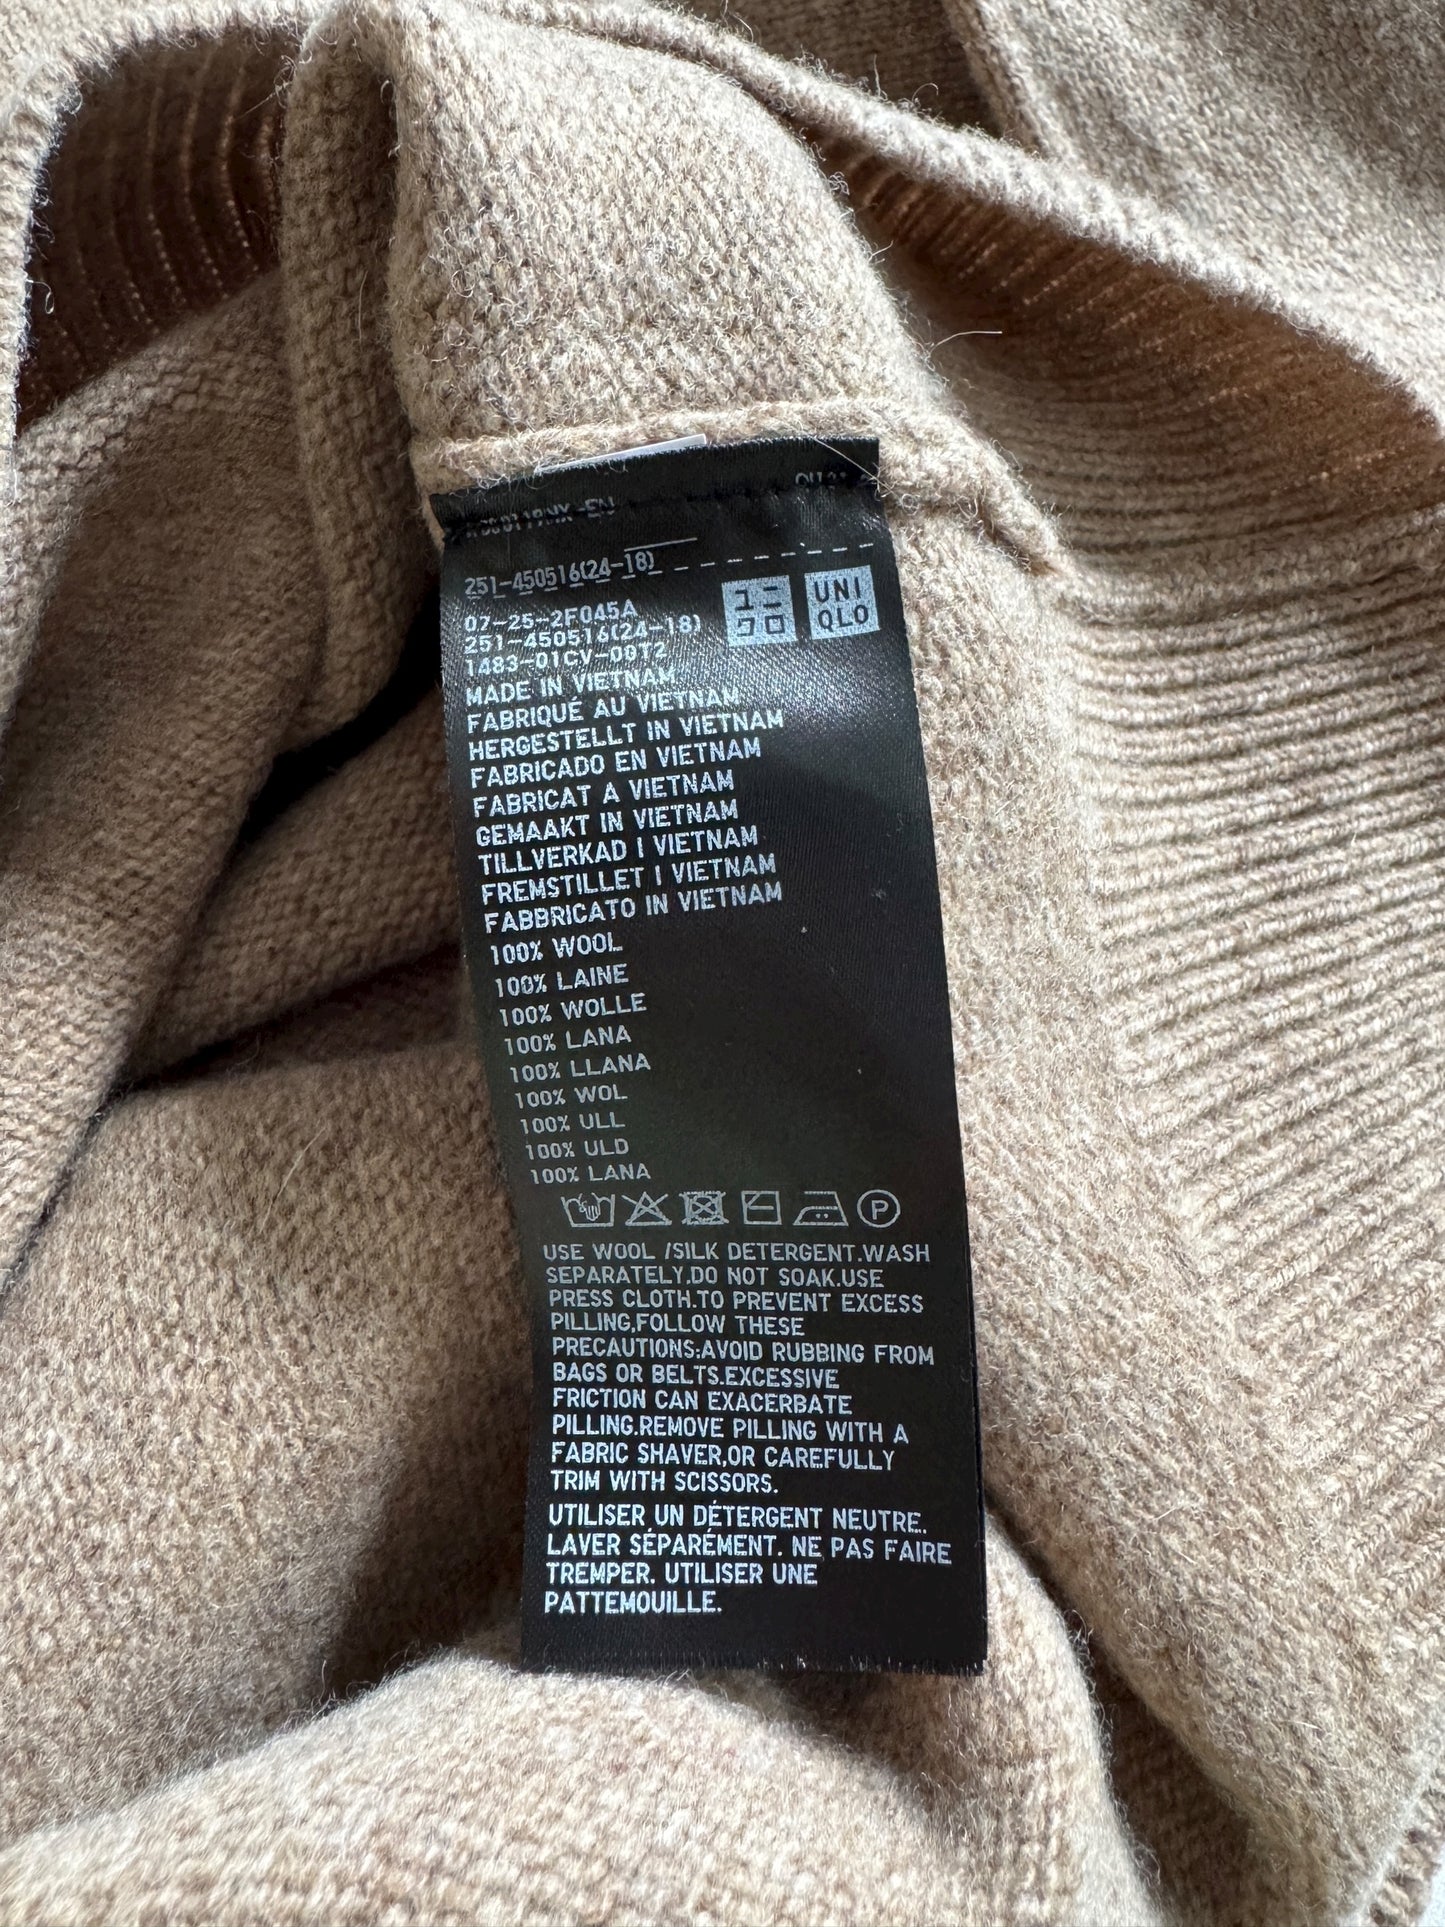 251-450516(24-18)
07-25-2F045A
251-450516(24-18)
1483-01CV-00T2
UNI
QLO
MADE IN VIETNAM
FABRIQUÉ AU VIETNAM
HERGESTELLT IN VIETNAM
FABRICADO EN VIETNAM
FABRICAT A VIETNAM
GEMAAKT IN VIETNAM
TILLVERKAD I VIETNAM
FREMSTILLET I VIETNAM
FABBRICATO IN VIETNAM
100% WOOL
100% LAINE
100% WOLLE
100% LANA
100% LLANA
100% WOL
100% ULL
100% ULD
100% LANA
P
USE WOOL /SILK DETERGENT.WASH
SEPARATELY.DO NOT SOAK.USE
PRESS CLOTH.TO PREVENT EXCESS
PILLING,FOLLOW THESE
PRECAUTIONS:AVOID RUBBING FROM
BAGS OR BELTS.EXCESSIVE
FRICTION CAN EXACERBATE
PILLING.REMOVE PILLING WITH A
FABRIC SHAVER,OR CAREFULLY
TRIM WITH SCISSORS.
UTILISER UN DÉTERGENT NEUTRE.
LAVER SÉPARÉMENT. NE PAS FAIRE
TREMPER. UTILISER UNE
PATTEMOUILLE.